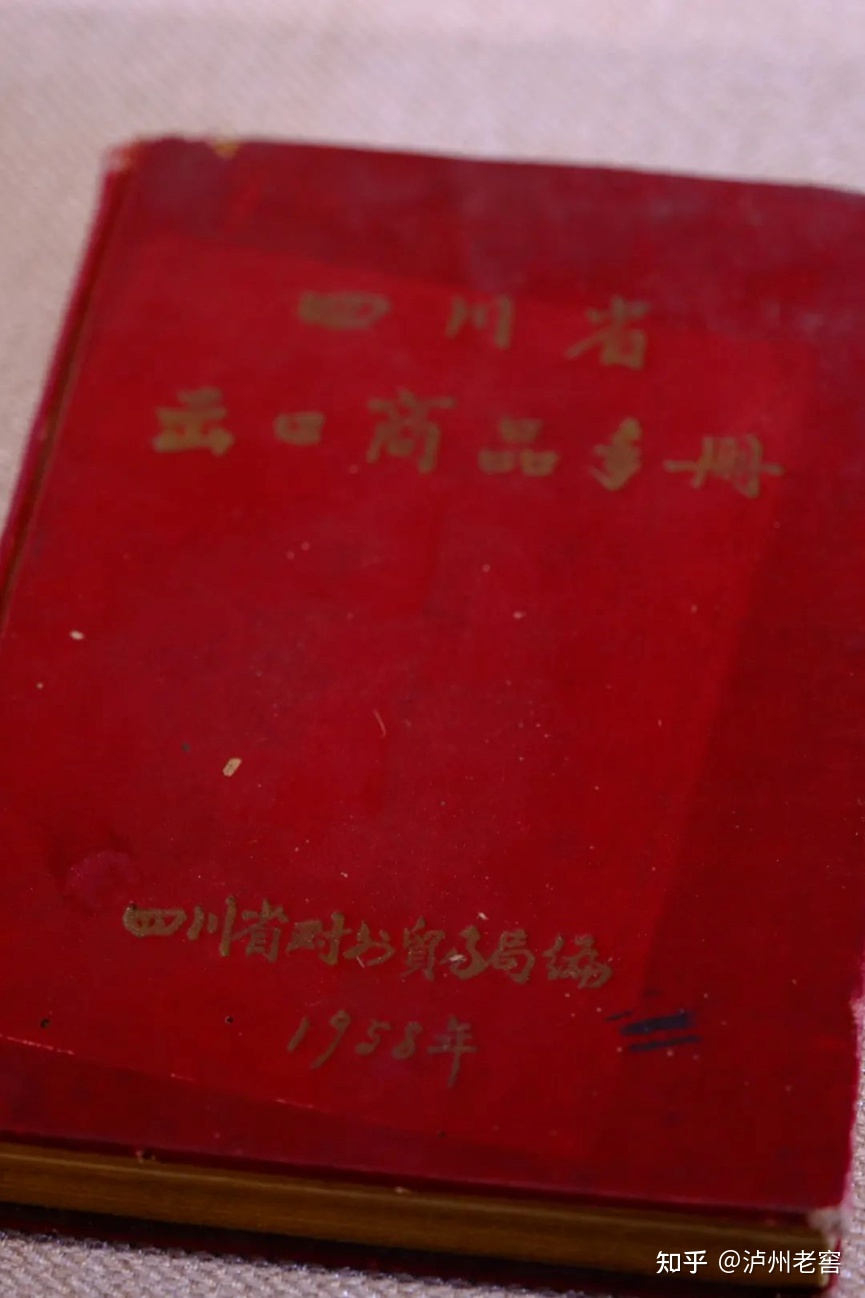 四川省
出口商品手册
四川省对外贸易局编
1958年
知乎 @泸州老窖